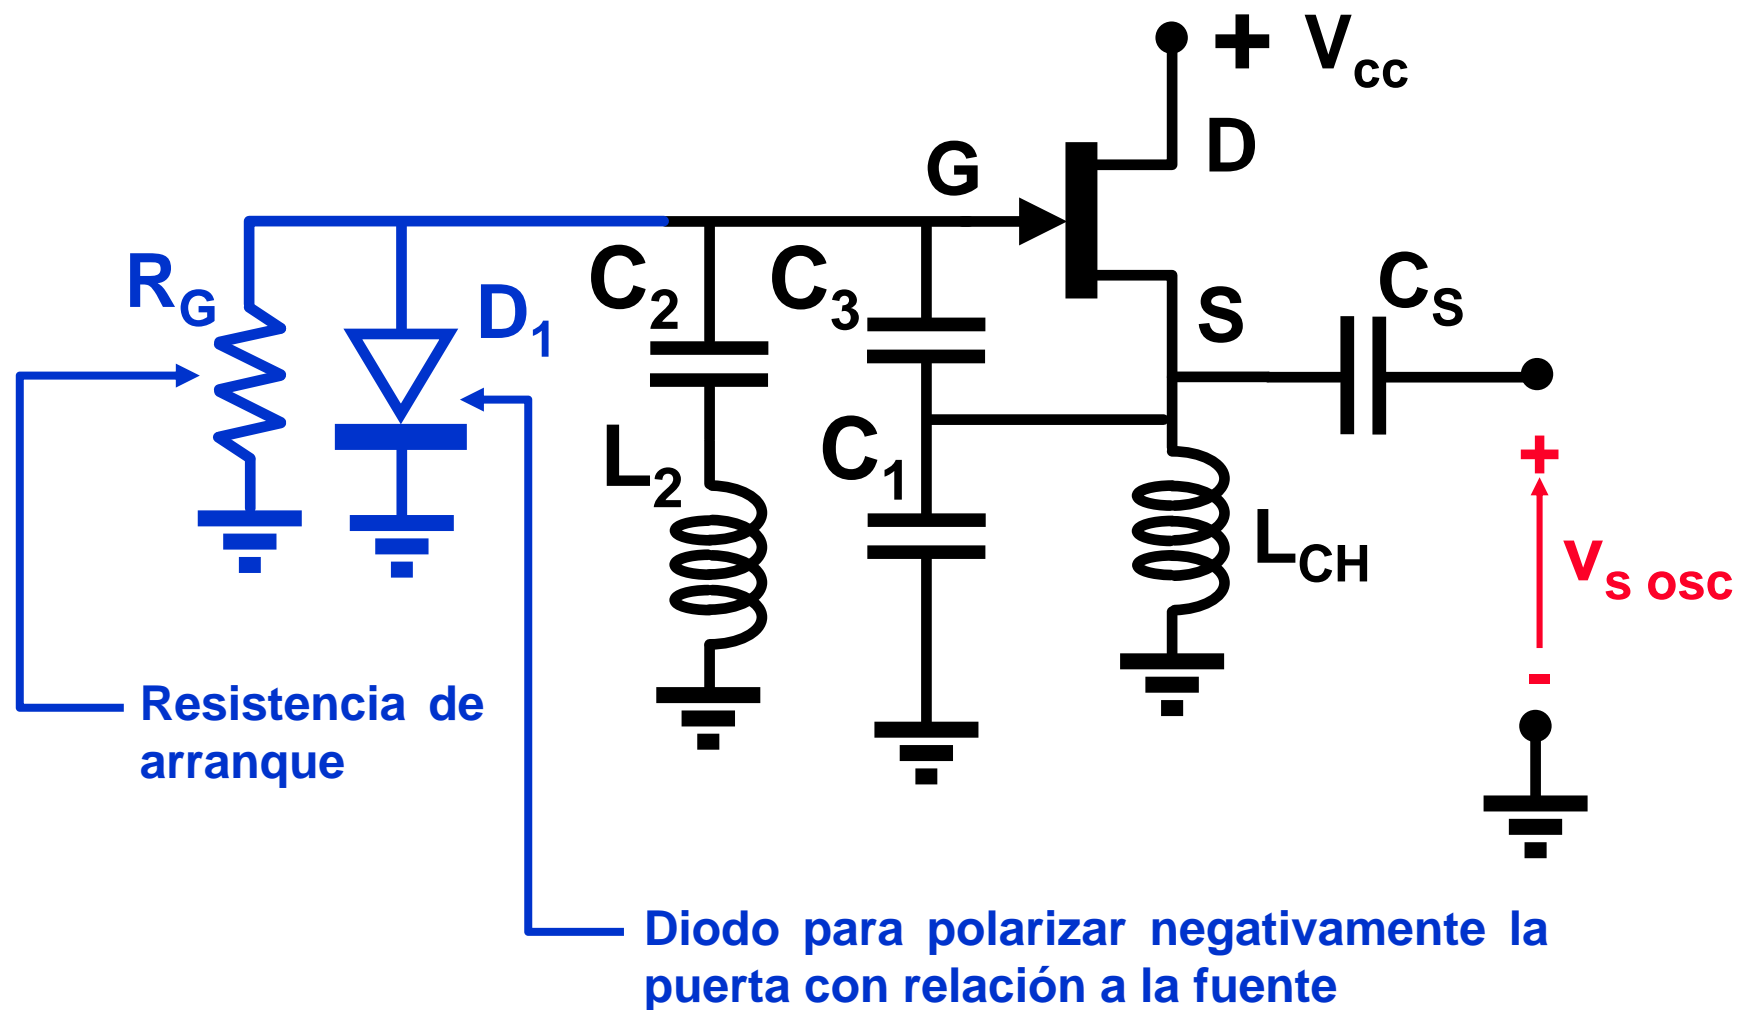 + Vcc
D
G
RG
D1
C2
C3
S
CS
L2
C1
LCH
+
vs osc
-
Resistencia de
arranque
Diodo para polarizar negativamente la
puerta con relación a la fuente